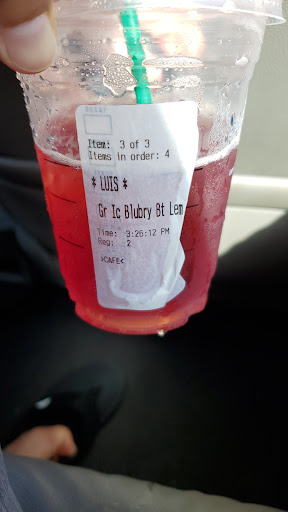 Item: 3 of 3
Items in order: 4
* LUIS *
Gr Ic Blubry Bt Lem
Time: 3:26:12 PM
Reg: 2
>CAFE<